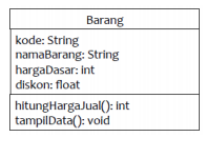 Barang
kode: String
namaBarang: String
hargaDasar: int
diskon: float
hitungHargaJual(): int
tampilData(): void